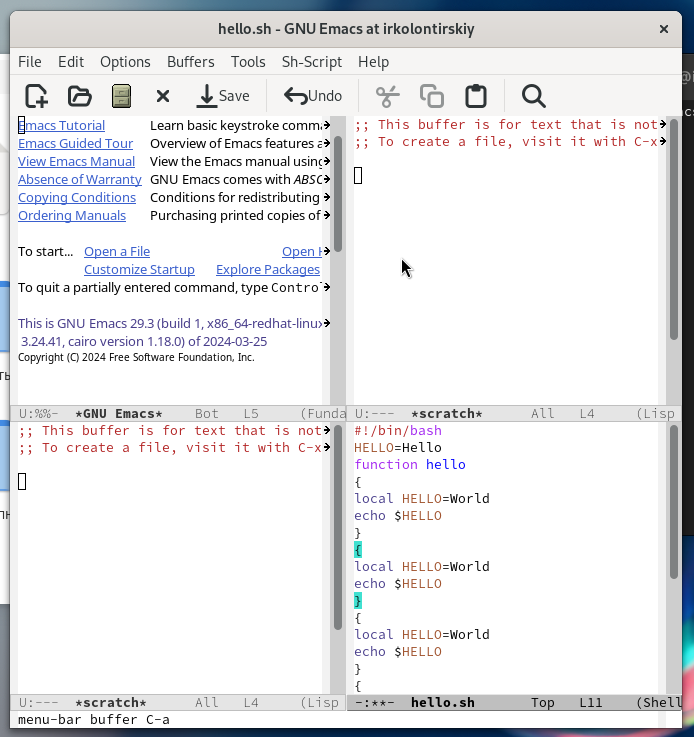 hello.sh - GNU Emacs at irkolontirskiy
File Edit Options Buffers Tools Sh-Script Help
Save Undo
Emacs Tutorial Learn basic keystroke comma
Emacs Guided Tour Overview of Emacs features a
View Emacs Manual View the Emacs manual using
Absence of Warranty GNU Emacs comes with ABSO
Copying Conditions Conditions for redistributing
Ordering Manuals Purchasing printed copies of
To start... Open a File Open H
Customize Startup Explore Packages
To quit a partially entered command, type Contro
This is GNU Emacs 29.3 (build 1, x86_64-redhat-linux
3.24.41, cairo version 1.18.0) of 2024-03-25
Copyright (C) 2024 Free Software Foundation, Inc.
U:%%- *GNU Emacs* Bot L5 (Funda
;; This buffer is for text that is not
;; To create a file, visit it with C-x
U:--- *scratch* All L4 (Lisp
;; This buffer is for text that is not
;; To create a file, visit it with C-x
U:--- *scratch* All L4 (Lisp
#!/bin/bash
HELLO=Hello
function hello
{
local HELLO=World
echo $HELLO
}
{
local HELLO=World
echo $HELLO
}
{
local HELLO=World
echo $HELLO
}
{
-:**- hello.sh Top L11 (Shell
menu-bar buffer C-a